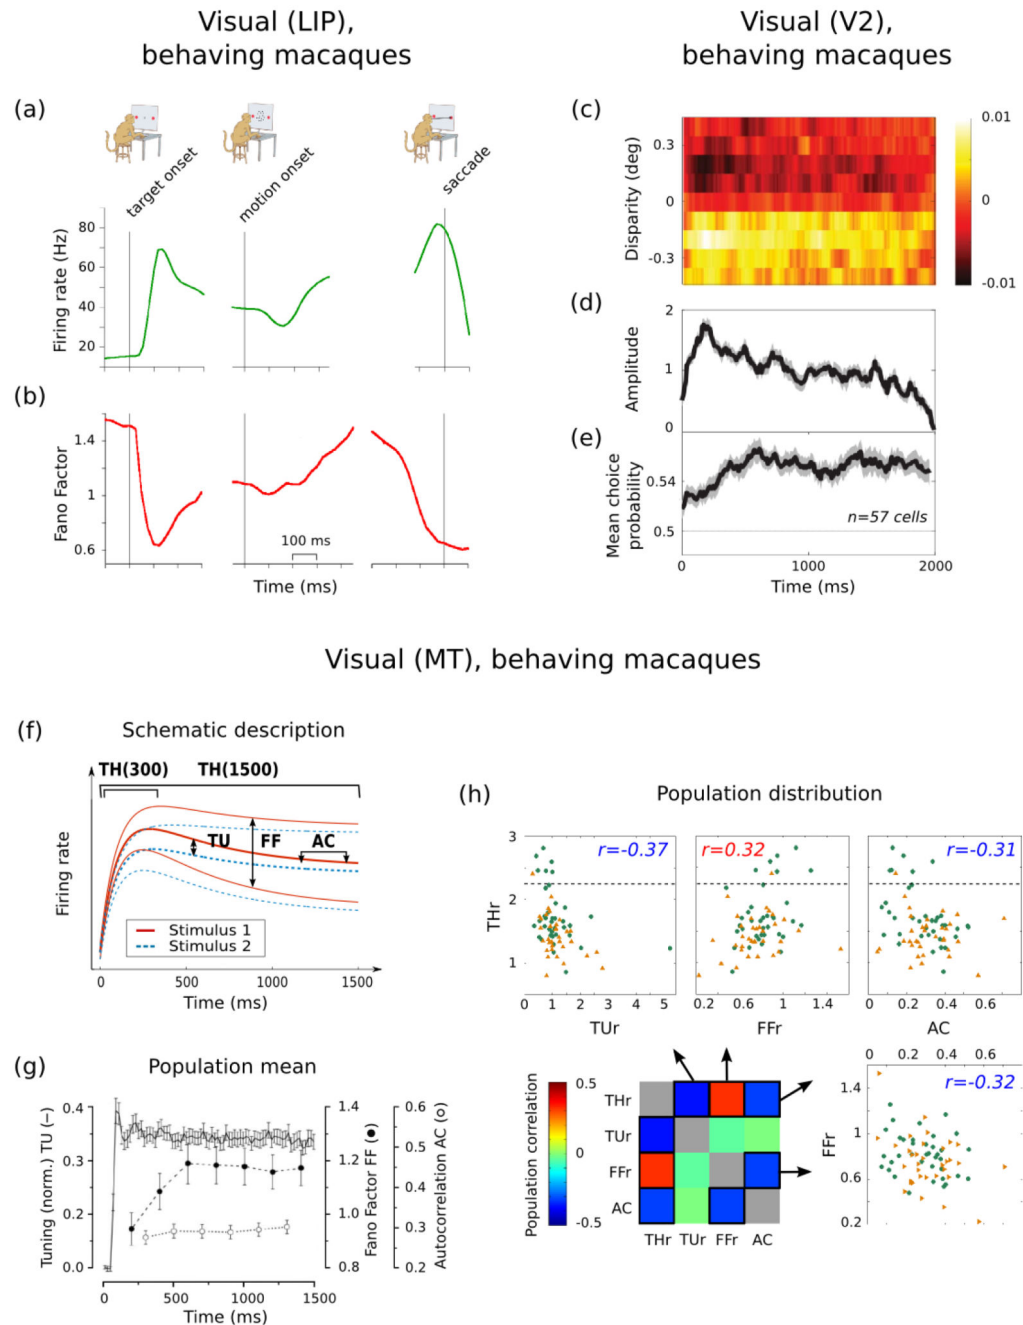 Visual (LIP),
behaving macaques
Visual (V2),
behaving macaques
(a)
target onset
motion onset
saccade
Firing rate (Hz)
80
60
40
20
(b)
Fano Factor
1.4
1
0.6
100 ms
Time (ms)
(c)
Disparity (deg)
0.3
0
-0.3
0.01
0
-0.01
(d)
Amplitude
2
1
0
(e)
Mean choice
probability
0.54
0.5
n=57 cells
0
1000
2000
Time (ms)
Visual (MT), behaving macaques
(f)
Schematic description
TH(300)
TH(1500)
TU
FF
AC
Firing rate
Stimulus 1
Stimulus 2
0
500
1000
1500
Time (ms)
(g)
Population mean
Tuning (norm.) TU (–)
0.4
0.3
0.2
0.1
0.0
1.4
1.2
1.0
0.8
Fano Factor FF (●)
0.6
0.5
0.4
0.3
0.2
Autocorrelation AC (o)
0
500
1000
1500
Time (ms)
(h)
Population distribution
THr
3
2
1
r=-0.37
r=0.32
r=-0.31
0 1 2 3 4 5
0.2 0.6 1 1.4
0 0.2 0.4 0.6
TUr
FFr
AC
Population correlation
0.5
0
-0.5
THr
TUr
FFr
AC
THr TUr FFr AC
0 0.2 0.4 0.6
r=-0.32
FFr
1.4
1
0.6
0.2